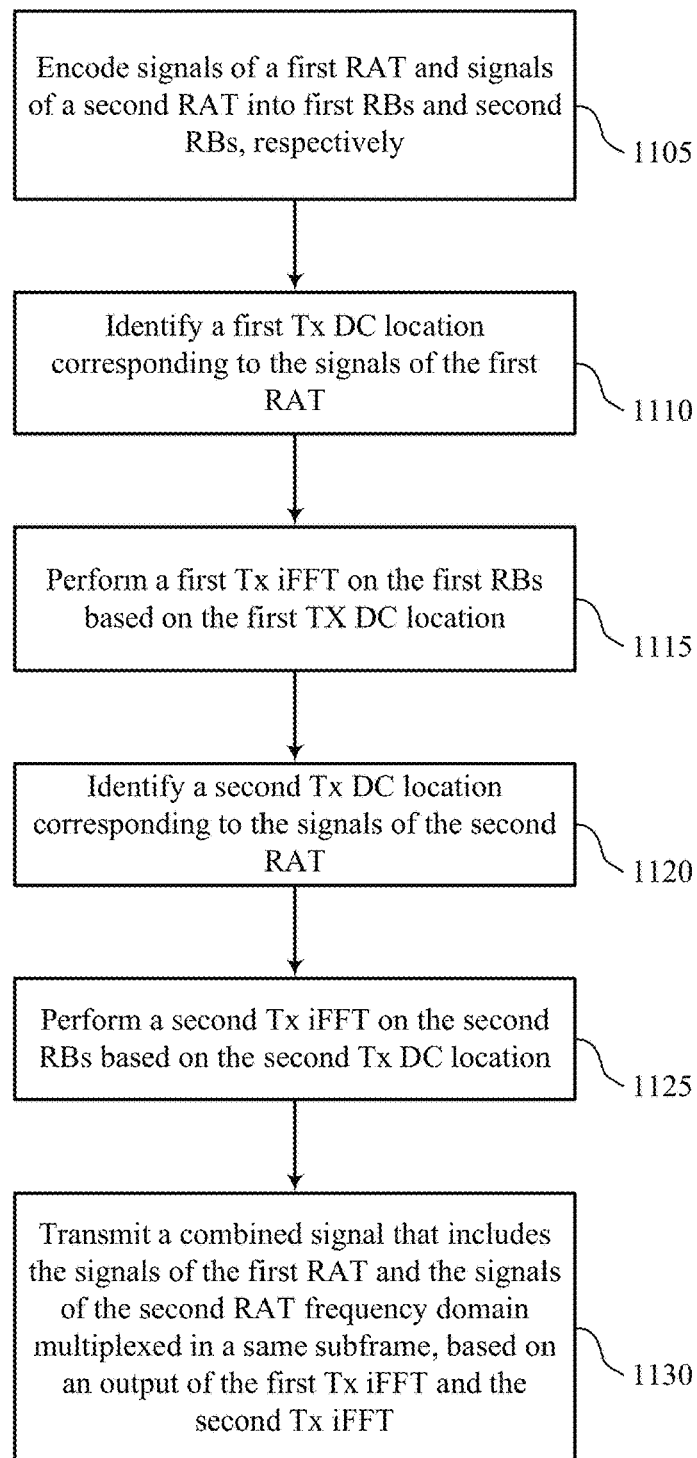 Encode signals of a first RAT and signals
of a second RAT into first RBs and second
RBs, respectively
1105
Identify a first Tx DC location
corresponding to the signals of the first
RAT
1110
Perform a first Tx iFFT on the first RBs
based on the first TX DC location
1115
Identify a second Tx DC location
corresponding to the signals of the second
RAT
1120
Perform a second Tx iFFT on the second
RBs based on the second Tx DC location
1125
Transmit a combined signal that includes
the signals of the first RAT and the signals
of the second RAT frequency domain
multiplexed in a same subframe, based on
an output of the first Tx iFFT and the
second Tx iFFT
1130